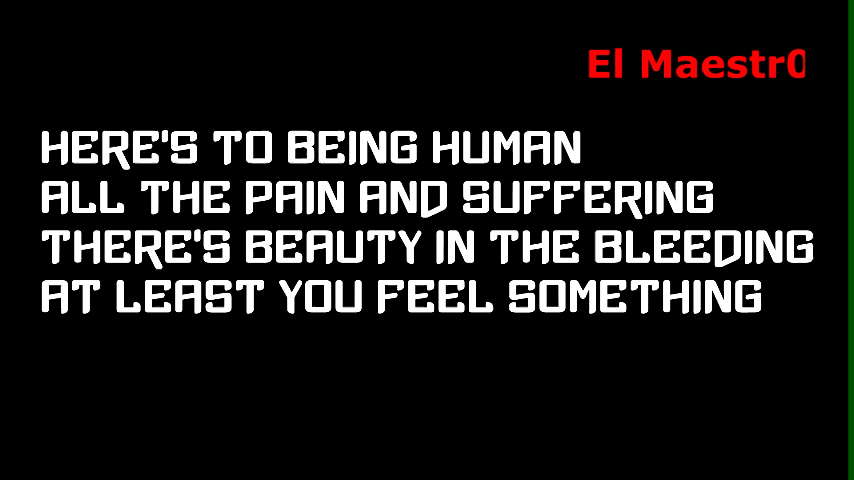 El Maestr0
HERE'S TO BEING HUMAN
ALL THE PAIN AND SUFFERING
THERE'S BEAUTY IN THE BLEEDING
AT LEAST YOU FEEL SOMETHING